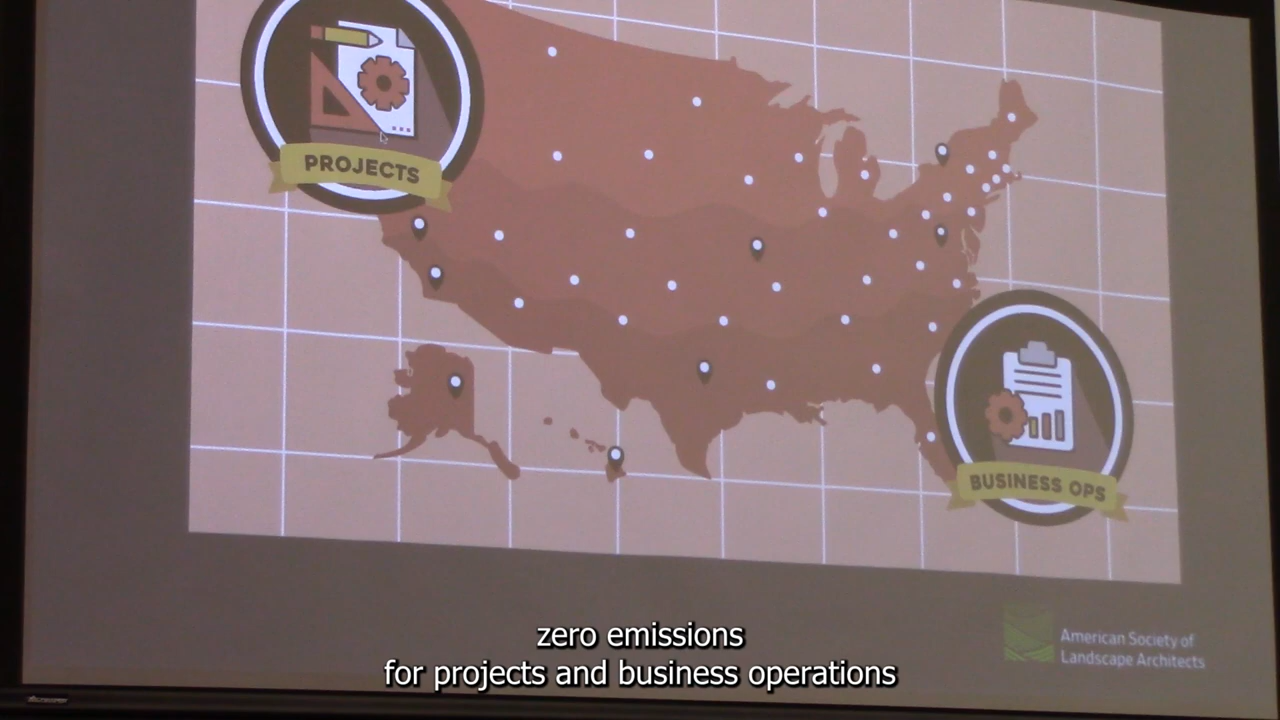 PROJECTS
BUSINESS OPS
American Society of
Landscape Architects
zero emissions
for projects and business operations